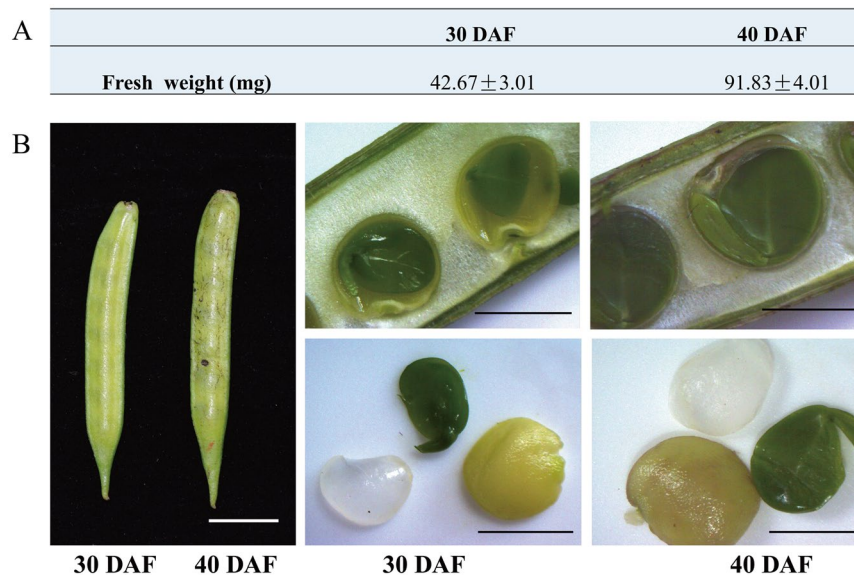 A
30 DAF 40 DAF
Fresh weight (mg) 42.67±3.01 91.83±4.01
B
30 DAF 40 DAF 30 DAF 40 DAF